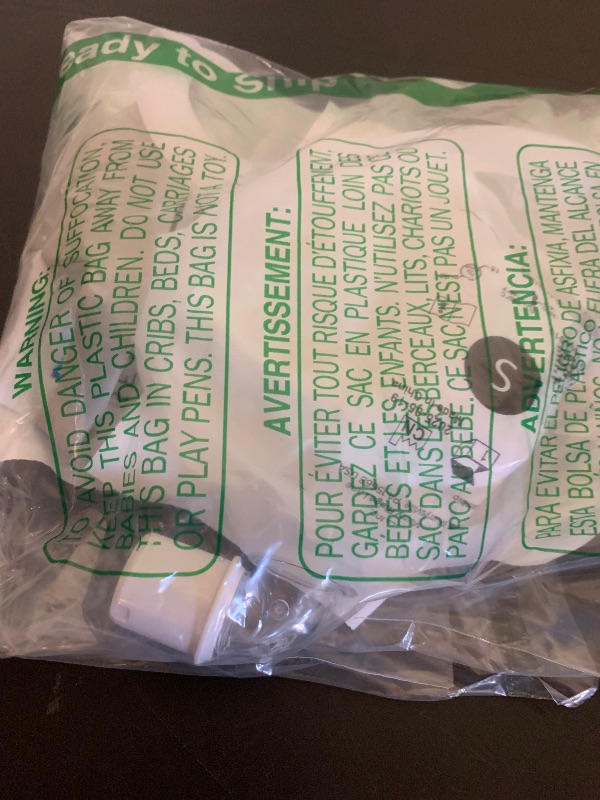 eady to Ship
WARNING:
TO AVOID DANGER OF SUFFOCATION,
KEEP THIS PLASTIC BAG AWAY FROM
BABIES AND CHILDREN. DO NOT USE
THIS BAG IN CRIBS, BEDS, CARRIAGES
OR PLAY PENS. THIS BAG IS NOT A TOY.
AVERTISSEMENT:
POUR ÉVITER TOUT RISQUE D'ÉTOUFFEMENT,
GARDEZ CE SAC EN PLASTIQUE LOIN DES
BÉBÉS ET LES ENFANTS. N'UTILISEZ PAS CE
SAC DANS BERCEAUX, LITS, CHARIOTS OU
PARC À BÉBÉ. CE SAC N'EST PAS UN JOUET.
ADVERTENCIA:
PARA EVITAR EL PELIGRO DE ASFIXIA, MANTENGA
ESTA BOLSA DE PLASTICO FUERA DEL ALCANCE
S
CN
1